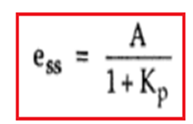 e_ss = A / (1 + K_p)